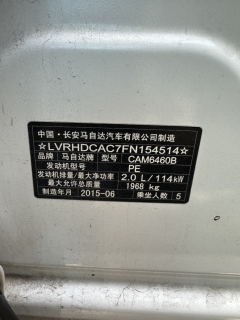 中国·长安马自达汽车有限公司制造
☆LVRHDCAC7FN154514☆
品牌 马自达 型号 CAM6460B
发动机型号 PE
发动机排量/最大净功率 2.0 L/114kW
最大允许总质量 1968 kg
制造年月 2015-06 乘坐人数 5